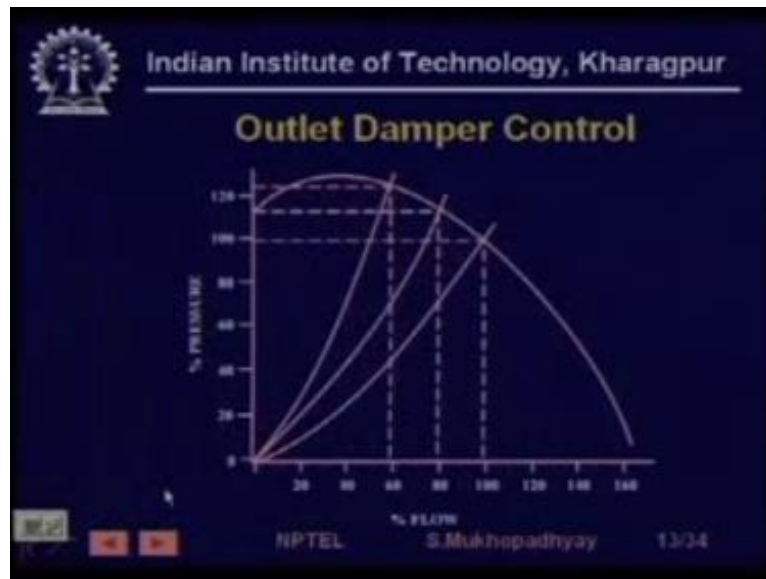 Indian Institute of Technology, Kharagpur
Outlet Damper Control
120
100
80
60
40
20
0
% PRESSURE
20 40 60 80 100 120 140 160
% FLOW
NPTEL S.Mukhopadhyay 13/34